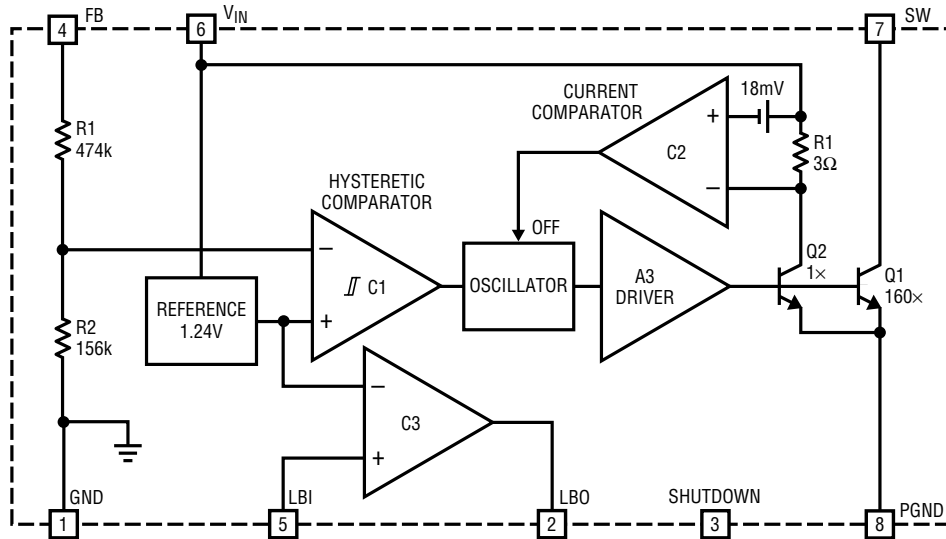 FB
4
VIN
6
SW
7
18mV
CURRENT
COMPARATOR
+
C2
−
R1
3Ω
R1
474k
HYSTERETIC
COMPARATOR
−
C1
+
OFF
OSCILLATOR
A3
DRIVER
Q2
1×
Q1
160×
REFERENCE
1.24V
R2
156k
−
C3
+
GND
1
LBI
5
LBO
2
SHUTDOWN
3
PGND
8